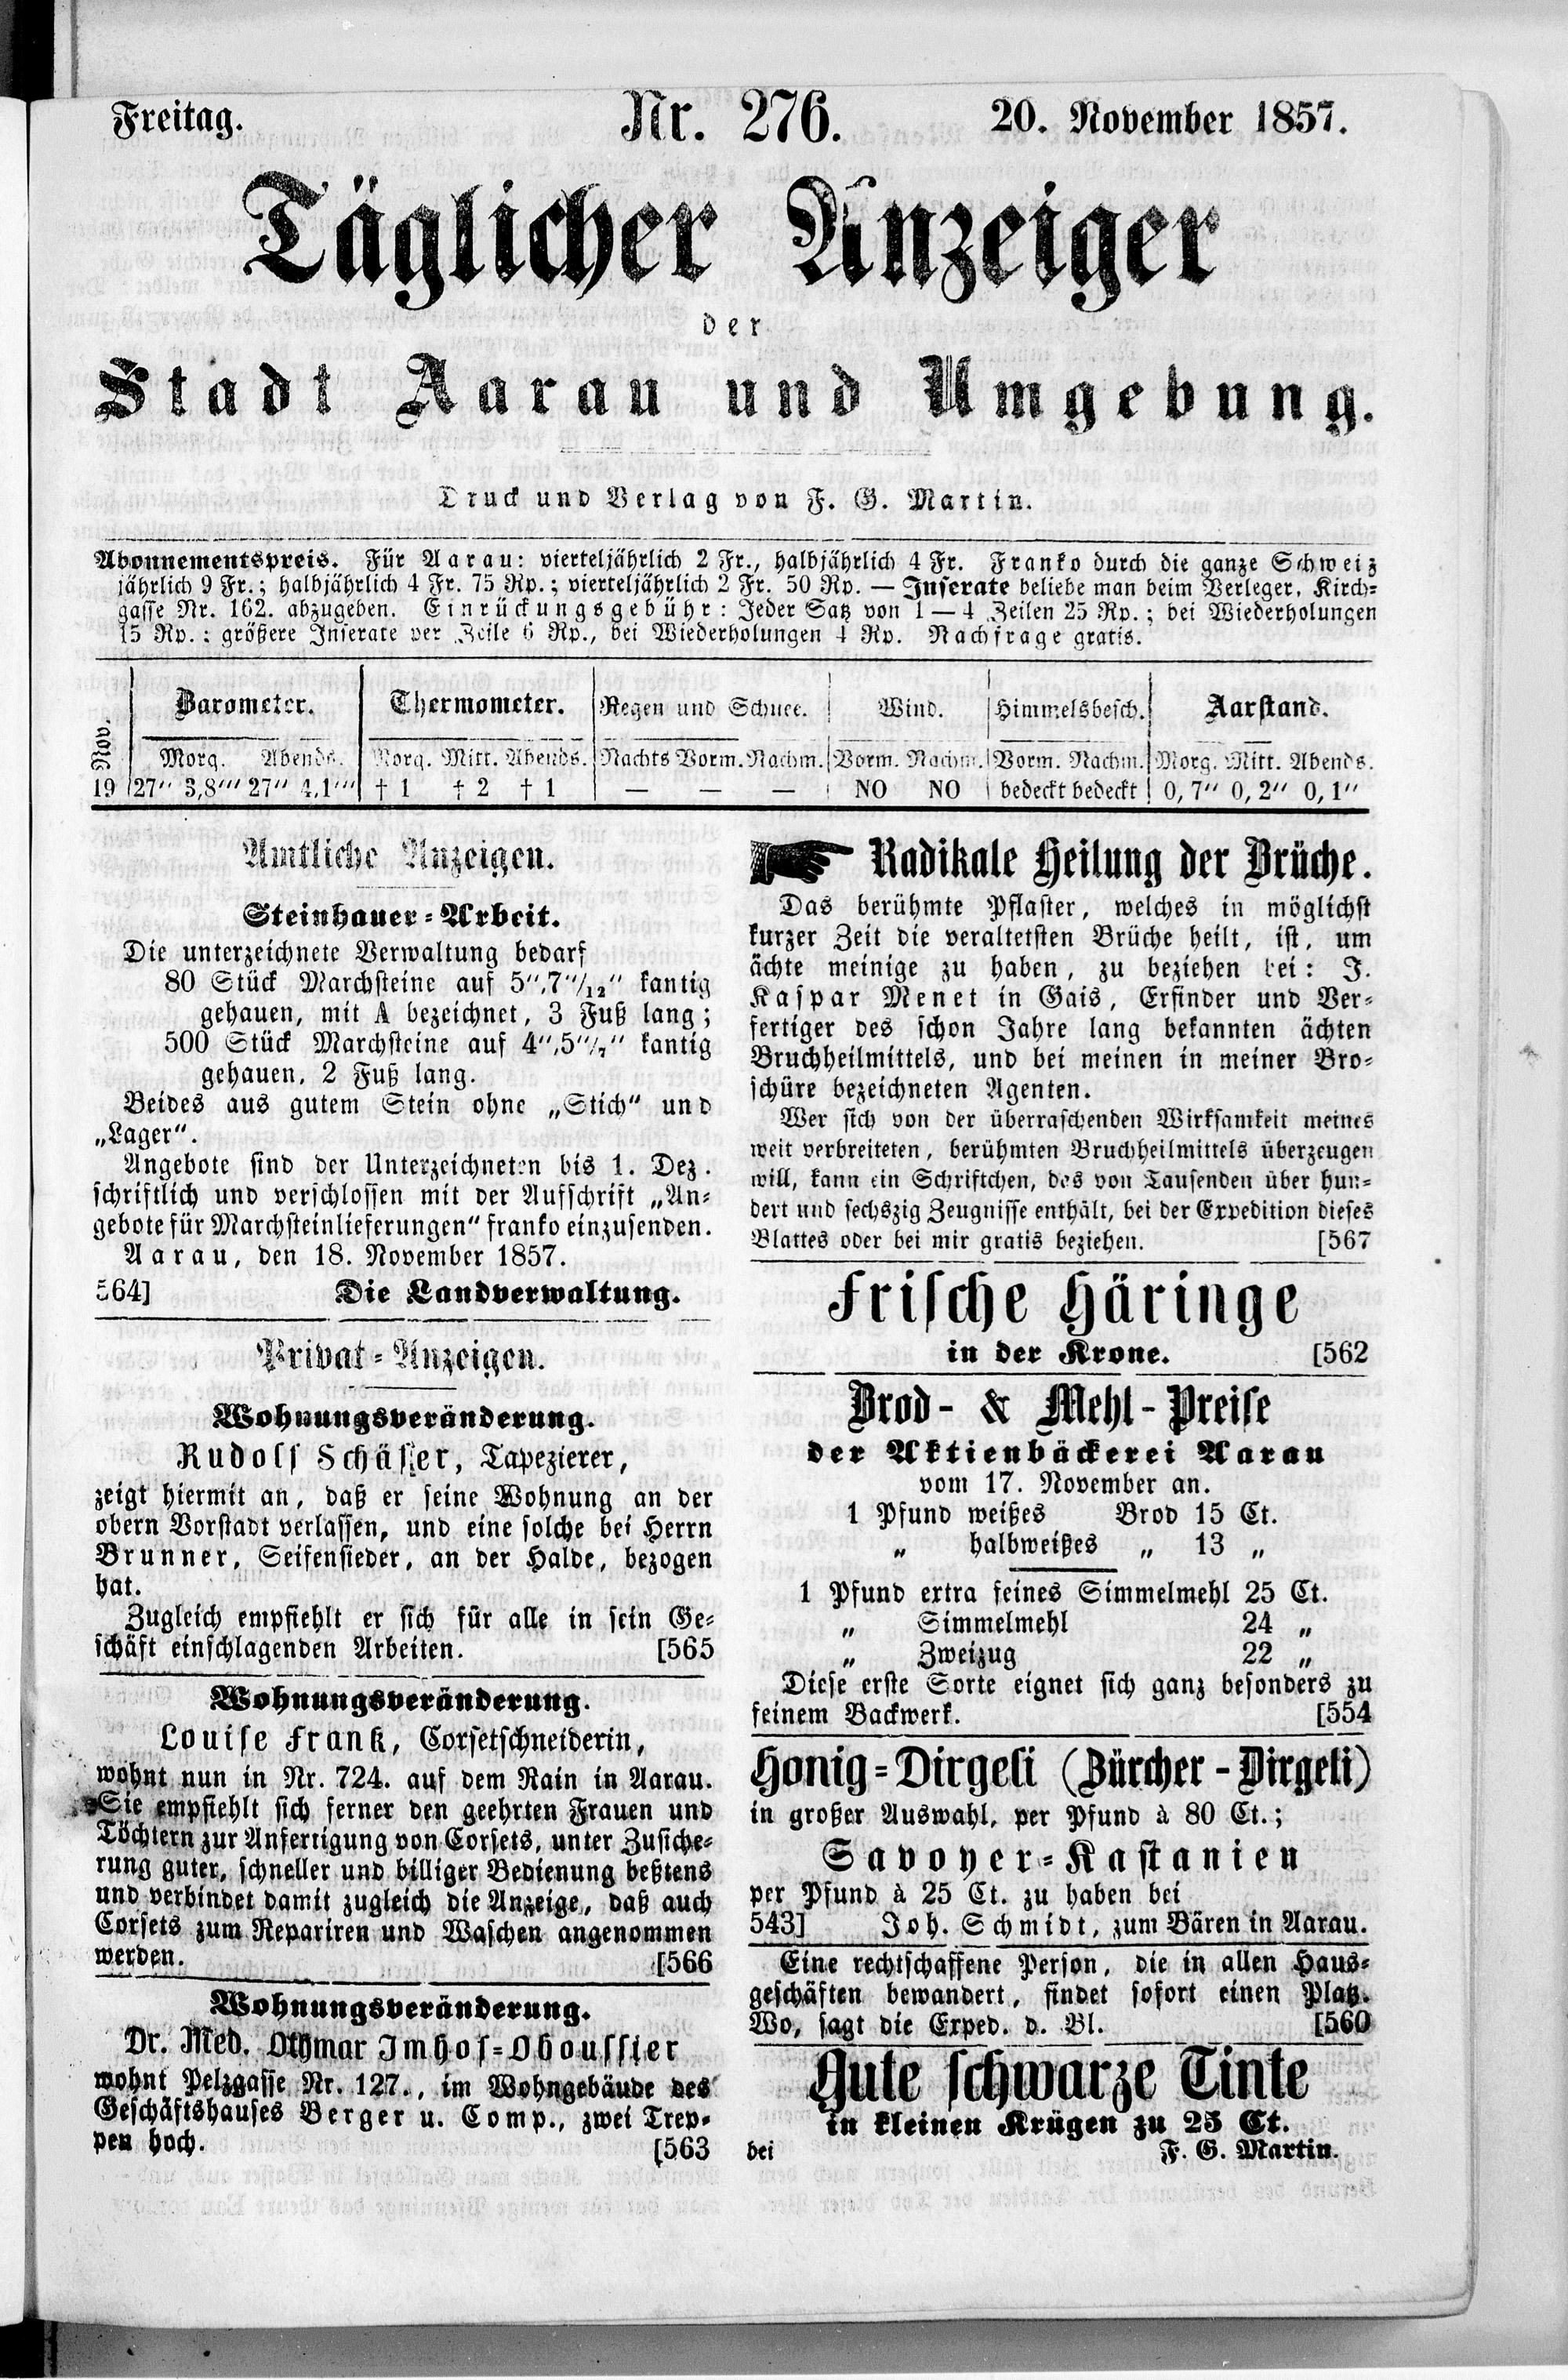 Freitag. Nr. 276. 20. November 1857.
Täglicher Anzeiger
der
Stadt Aarau und Umgebung.
Druck und Verlag von F. G. Martin.
Abonnementspreis. Für Aarau: vierteljährlich 2 Fr., halbjährlich 4 Fr. Franko durch die ganze Schweiz
jährlich 9 Fr.; halbjährlich 4 Fr. 75 Rp.; vierteljährlich 2 Fr. 50 Rp. — Inserate beliebe man beim Verleger, Kirch-
gasse Nr. 162. abzugeben. Einrückungsgebühr: Jeder Satz von 1—4 Zeilen 25 Rp.; bei Wiederholungen
15 Rp.: größere Inserate per Zeile 6 Rp., bei Wiederholungen 4 Rp. Nachfrage gratis.
Nov. Barometer. Thermometer. Regen und Schnee. Wind. Himmelsbesch. Aarstand.
Morg. Abends. Morg. Mitt. Abends. Nachts Vorm. Nachm. Vorm. Nachm. Vorm. Nachm. Morg. Mitt. Abends.
19 27" 3,8''' 27" 4,1''' † 1 † 2 † 1 — — — NO NO bedeckt bedeckt 0,7" 0,2" 0,1"
Amtliche Anzeigen.
Steinhauer-Arbeit.
Die unterzeichnete Verwaltung bedarf
80 Stück Marchsteine auf kantig
gehauen, mit A bezeichnet, 3 Fuß lang;
500 Stück Marchsteine auf kantig
gehauen, 2 Fuß lang.
Beides aus gutem Stein ohne „Stich“ und
„Lager“.
Angebote sind der Unterzeichneten bis 1. Dez.
schriftlich und verschlossen mit der Aufschrift „An-
gebote für Marchsteinlieferungen“ franko einzusenden.
Aarau, den 18. November 1857.
564] Die Landverwaltung.
Privat-Anzeigen.
Wohnungsveränderung.
Rudolf Schäfer, Tapezierer,
zeigt hiermit an, daß er seine Wohnung an der
obern Vorstadt verlassen, und eine solche bei Herrn
Brunner, Seifensieder, an der Halde, bezogen
hat.
Zugleich empfiehlt er sich für alle in sein Ge-
schäft einschlagenden Arbeiten. [565
Wohnungsveränderung.
Louise Frank, Corsetschneiderin,
wohnt nun in Nr. 724. auf dem Rain in Aarau.
Sie empfiehlt sich ferner den geehrten Frauen und
Töchtern zur Anfertigung von Corsets, unter Zusiche-
rung guter, schneller und billiger Bedienung beßtens
und verbindet damit zugleich die Anzeige, daß auch
Corsets zum Repariren und Waschen angenommen
werden. [566
Wohnungsveränderung.
Dr. Med. Othmar Imhof-Oboussier
wohnt Pelzgasse Nr. 127., im Wohngebäude des
Geschäftshauses Berger u. Comp., zwei Trep-
pen hoch. [563
Radikale Heilung der Brüche.
Das berühmte Pflaster, welches in möglichst
kurzer Zeit die veraltetsten Brüche heilt, ist, um
ächte meinige zu haben, zu beziehen bei: J.
Kaspar Menet in Gais, Erfinder und Ver-
fertiger des schon Jahre lang bekannten ächten
Bruchheilmittels, und bei meinen in meiner Bro-
schüre bezeichneten Agenten.
Wer sich von der überraschenden Wirksamkeit meines
weit verbreiteten, berühmten Bruchheilmittels überzeugen
will, kann ein Schriftchen, das von Tausenden über hun-
dert und sechszig Zeugnisse enthält, bei der Expedition dieses
Blattes oder bei mir gratis beziehen. [567
Frische Häringe
in der Krone. [562
Brod- & Mehl-Preise
der Aktienbäckerei Aarau
vom 17. November an.
1 Pfund weißes Brod 15 Ct.
„ halbweißes „ 13 „
1 Pfund extra feines Simmelmehl 25 Ct.
„ Simmelmehl 24 „
„ Zweizug 22 „
Diese erste Sorte eignet sich ganz besonders zu
feinem Backwerk. [554
Honig-Dirgeli (Zürcher-Dirgeli)
in großer Auswahl, per Pfund à 80 Ct.;
Savoyer-Kastanien
per Pfund à 25 Ct. zu haben bei
543] Joh. Schmidt, zum Bären in Aarau.
Eine rechtschaffene Person, die in allen Haus-
geschäften bewandert, findet sofort einen Platz.
Wo, sagt die Exped. d. Bl. [560
Gute schwarze Tinte
in kleinen Krügen zu 25 Ct.
bei F. G. Martin.